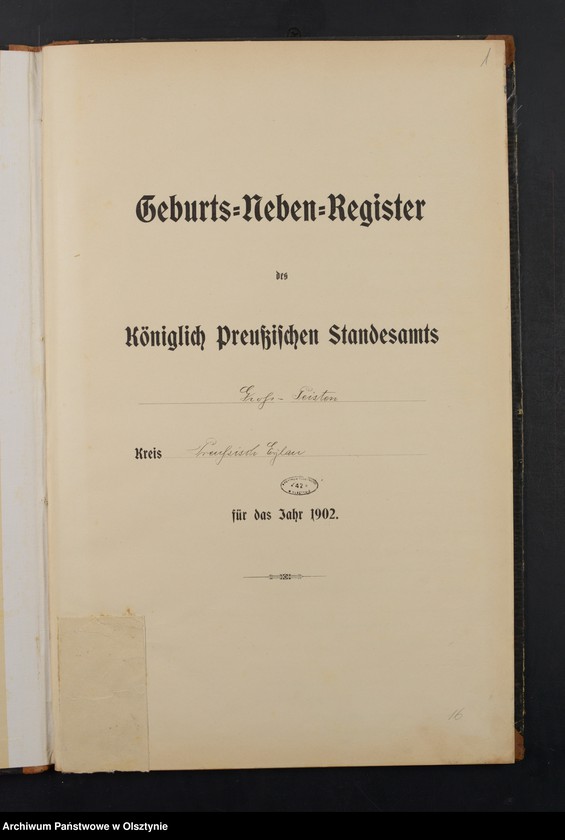 1
Geburts=Neben=Register
des
Königlich Preußischen Standesamts
Groß-Peisten
Kreis Preußisch Eylau
42
für das Jahr 1902.
16
Archiwum Państwowe w Olsztynie